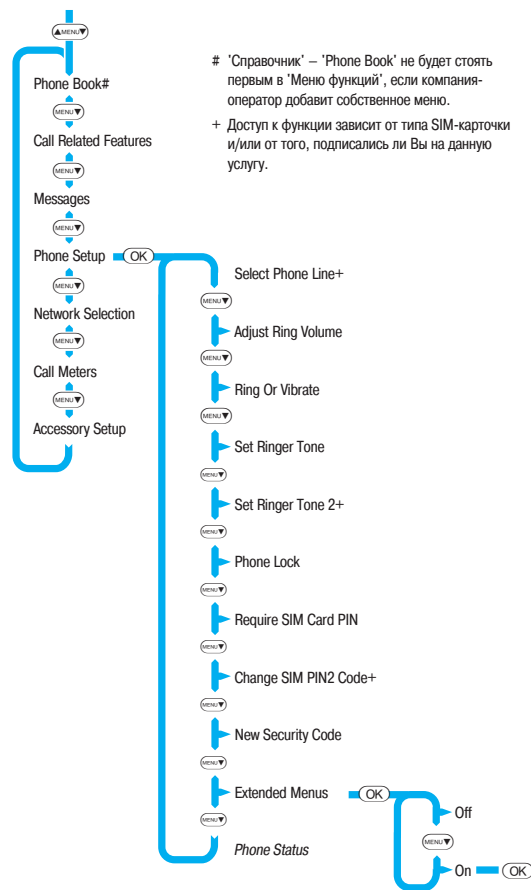 ▲MENU▼
# 'Справочник' – 'Phone Book' не будет стоять
первым в 'Меню функций', если компания-
оператор добавит собственное меню.
+ Доступ к функции зависит от типа SIM-карточки
и/или от того, подписались ли Вы на данную
услугу.
Phone Book#
MENU▼
Call Related Features
MENU▼
Messages
MENU▼
Phone Setup OK
MENU▼
Network Selection
MENU▼
Call Meters
MENU▼
Accessory Setup
Select Phone Line+
MENU▼
Adjust Ring Volume
MENU▼
Ring Or Vibrate
MENU▼
Set Ringer Tone
MENU▼
Set Ringer Tone 2+
MENU▼
Phone Lock
MENU▼
Require SIM Card PIN
MENU▼
Change SIM PIN2 Code+
MENU▼
New Security Code
MENU▼
Extended Menus OK
MENU▼
Phone Status
Off
MENU▼
On OK